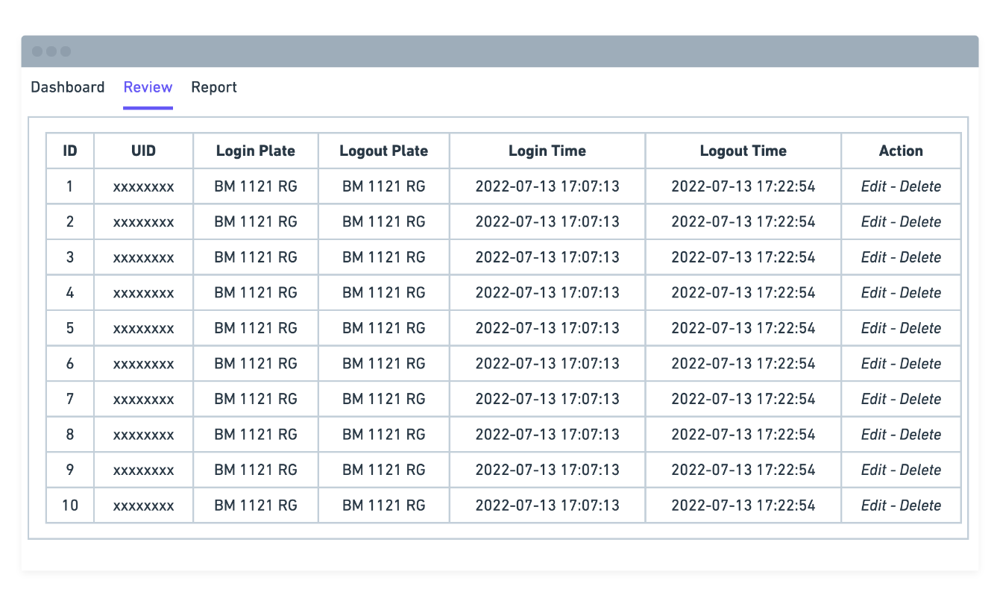 Dashboard Review Report
ID UID Login Plate Logout Plate Login Time Logout Time Action
1 xxxxxxxx BM 1121 RG BM 1121 RG 2022-07-13 17:07:13 2022-07-13 17:22:54 Edit - Delete
2 xxxxxxxx BM 1121 RG BM 1121 RG 2022-07-13 17:07:13 2022-07-13 17:22:54 Edit - Delete
3 xxxxxxxx BM 1121 RG BM 1121 RG 2022-07-13 17:07:13 2022-07-13 17:22:54 Edit - Delete
4 xxxxxxxx BM 1121 RG BM 1121 RG 2022-07-13 17:07:13 2022-07-13 17:22:54 Edit - Delete
5 xxxxxxxx BM 1121 RG BM 1121 RG 2022-07-13 17:07:13 2022-07-13 17:22:54 Edit - Delete
6 xxxxxxxx BM 1121 RG BM 1121 RG 2022-07-13 17:07:13 2022-07-13 17:22:54 Edit - Delete
7 xxxxxxxx BM 1121 RG BM 1121 RG 2022-07-13 17:07:13 2022-07-13 17:22:54 Edit - Delete
8 xxxxxxxx BM 1121 RG BM 1121 RG 2022-07-13 17:07:13 2022-07-13 17:22:54 Edit - Delete
9 xxxxxxxx BM 1121 RG BM 1121 RG 2022-07-13 17:07:13 2022-07-13 17:22:54 Edit - Delete
10 xxxxxxxx BM 1121 RG BM 1121 RG 2022-07-13 17:07:13 2022-07-13 17:22:54 Edit - Delete